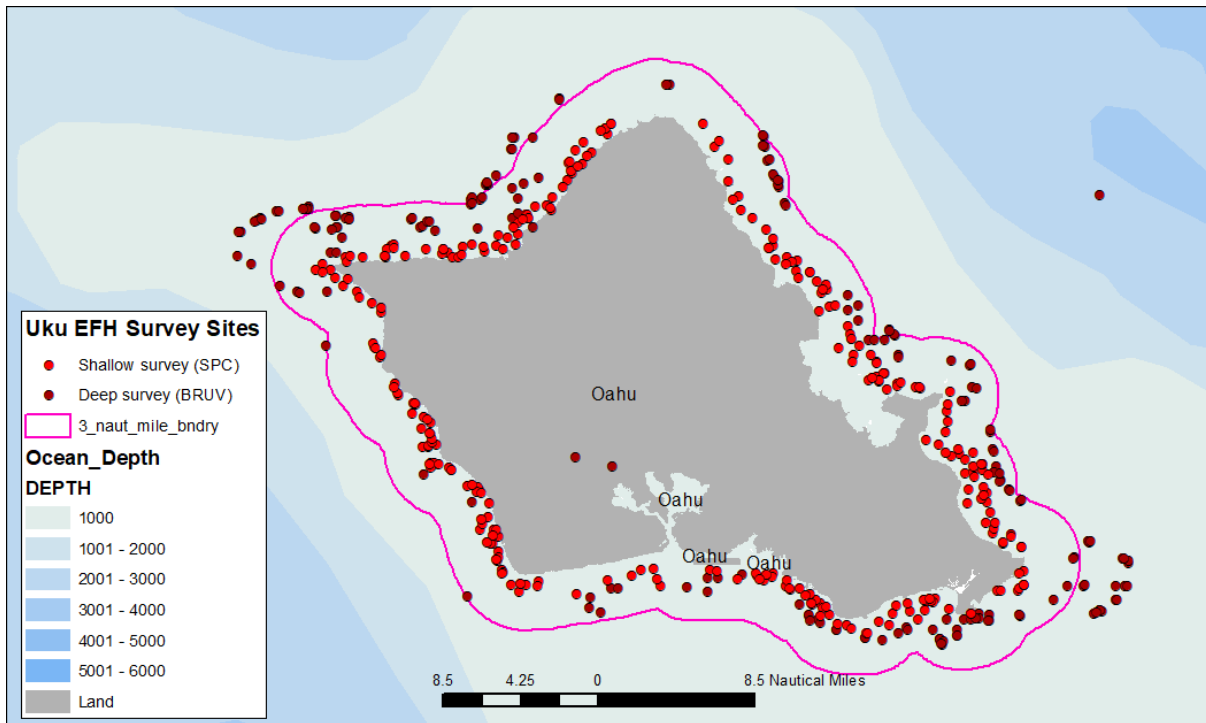 Oahu
Oahu
Oahu
Oahu
Uku EFH Survey Sites
Shallow survey (SPC)
Deep survey (BRUV)
3_naut_mile_bndry
Ocean_Depth
DEPTH
1000
1001 - 2000
2001 - 3000
3001 - 4000
4001 - 5000
5001 - 6000
Land
8.5 4.25 0 8.5 Nautical Miles